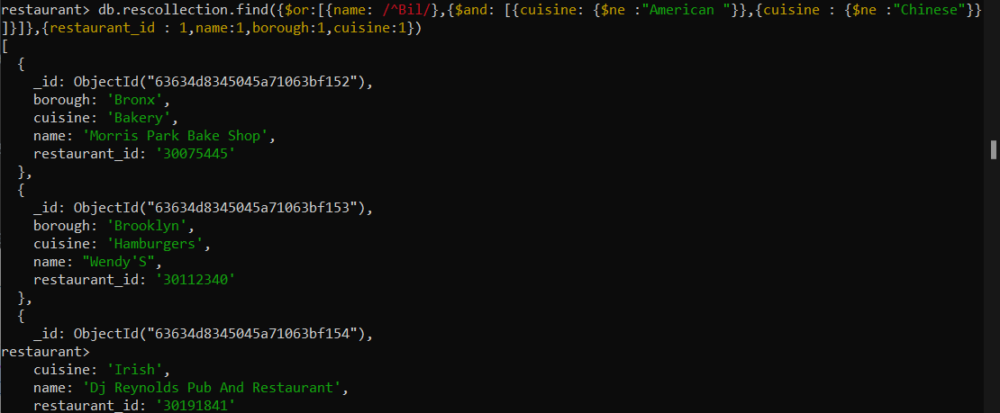 restaurant> db.rescollection.find({$or:[{name: /^Bil/},{$and: [{cuisine: {$ne :"American "}},{cuisine : {$ne :"Chinese"}}
]}]},{restaurant_id : 1,name:1,borough:1,cuisine:1})
[
  {
    _id: ObjectId("63634d8345045a71063bf152"),
    borough: 'Bronx',
    cuisine: 'Bakery',
    name: 'Morris Park Bake Shop',
    restaurant_id: '30075445'
  },
  {
    _id: ObjectId("63634d8345045a71063bf153"),
    borough: 'Brooklyn',
    cuisine: 'Hamburgers',
    name: "Wendy'S",
    restaurant_id: '30112340'
  },
  {
    _id: ObjectId("63634d8345045a71063bf154"),
restaurant>
    cuisine: 'Irish',
    name: 'Dj Reynolds Pub And Restaurant',
    restaurant_id: '30191841'